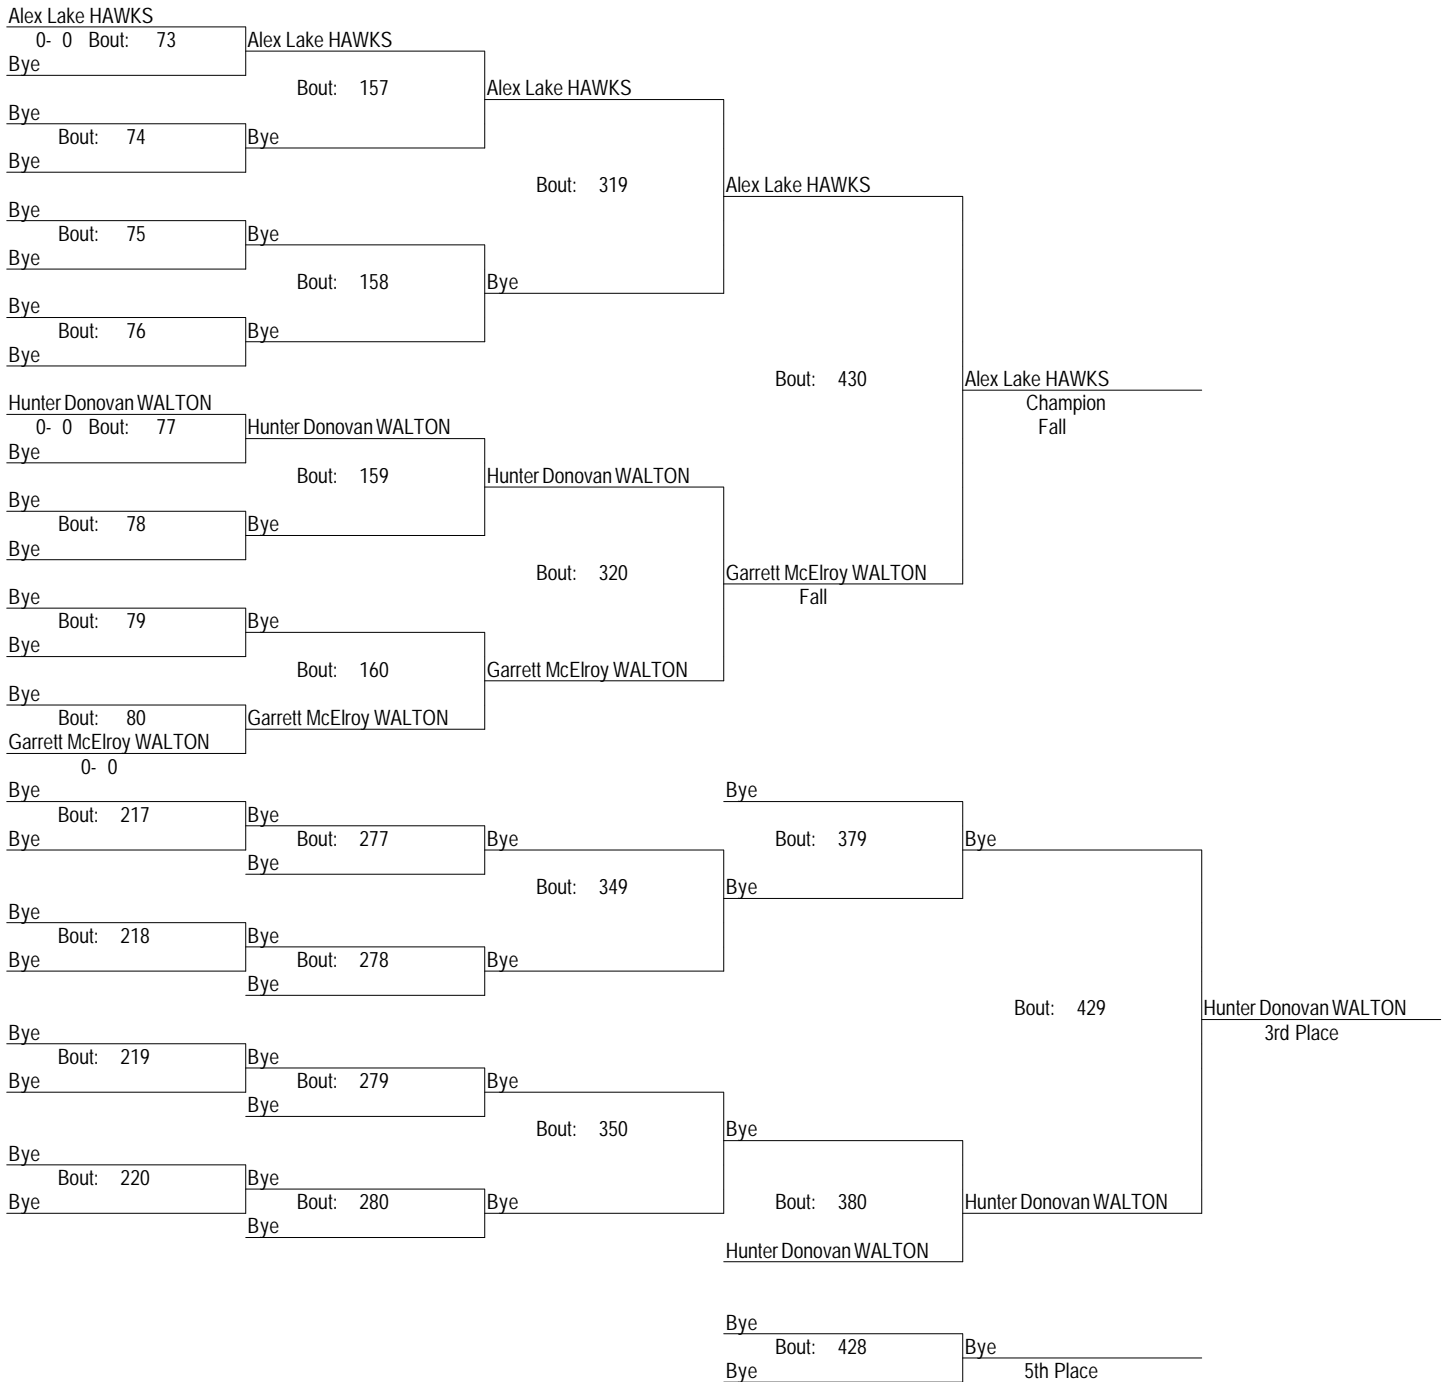 Alex Lake HAWKS
0- 0 Bout: 73 Alex Lake HAWKS
Bye
Bout: 157 Alex Lake HAWKS
Bye
Bout: 74 Bye
Bye
Bout: 319 Alex Lake HAWKS
Bye
Bout: 75 Bye
Bye
Bout: 158 Bye
Bye
Bout: 76 Bye
Bye
Bout: 430 Alex Lake HAWKS
Hunter Donovan WALTON Champion
0- 0 Bout: 77 Hunter Donovan WALTON Fall
Bye
Bout: 159 Hunter Donovan WALTON
Bye
Bout: 78 Bye
Bye
Bout: 320 Garrett McElroy WALTON
Bye Fall
Bout: 79 Bye
Bye
Bout: 160 Garrett McElroy WALTON
Bye
Bout: 80 Garrett McElroy WALTON
Garrett McElroy WALTON
0- 0
Bye Bye
Bout: 217 Bye
Bye Bout: 277 Bye Bout: 379 Bye
Bye
Bout: 349 Bye
Bye
Bout: 218 Bye
Bye Bout: 278 Bye
Bye
Bout: 429 Hunter Donovan WALTON
Bye 3rd Place
Bout: 219 Bye
Bye Bout: 279 Bye
Bye
Bout: 350 Bye
Bye
Bout: 220 Bye
Bye Bout: 280 Bye Bout: 380 Hunter Donovan WALTON
Bye
Hunter Donovan WALTON
Bye
Bout: 428 Bye
Bye 5th Place